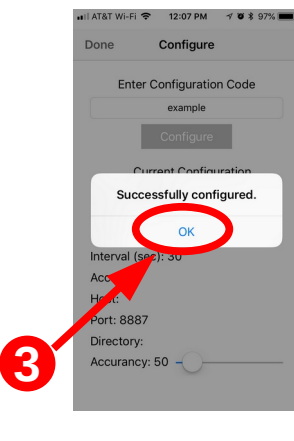 AT&T Wi-Fi 12:07 PM 97%
Done Configure
Enter Configuration Code
example
Configure
Current Configuration
Successfully configured.
OK
Interval (sec): 30
Host:
Port: 8887
Directory:
Accurancy: 50
3